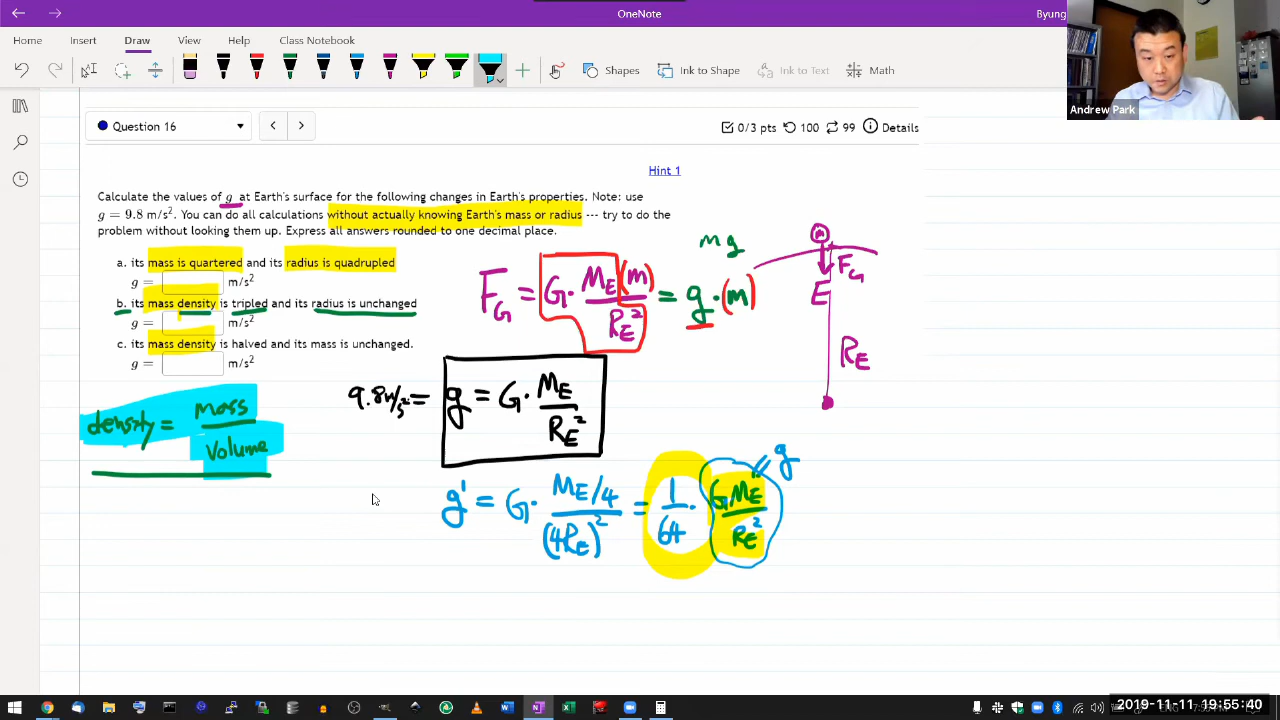 OneNote
Byung
Home Insert Draw View Help Class Notebook
Shapes Ink to Shape Ink to Text Math
Andrew Park
Question 16
0/3 pts 100 99 Details
Hint 1
Calculate the values of g at Earth's surface for the following changes in Earth's properties. Note: use
g = 9.8 m/s². You can do all calculations without actually knowing Earth's mass or radius --- try to do the
problem without looking them up. Express all answers rounded to one decimal place.
a. its mass is quartered and its radius is quadrupled
g = m/s²
b. its mass density is tripled and its radius is unchanged
g = m/s²
c. its mass density is halved and its mass is unchanged.
g = m/s²
mg
F_G = G · M_E (m) / R_E² = g · (m)
m
F_G
E
R_E
9.8 m/s² = g = G · M_E / R_E²
density = mass / Volume
g' = G · (M_E/4) / (4R_E)² = 1/64 · GM_E / R_E²
g
2019-11-11 19:55:40